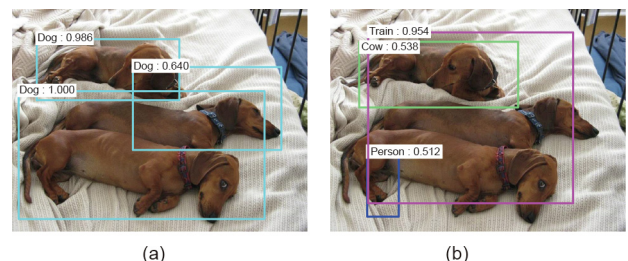 Dog : 0.986
Dog : 0.640
Dog : 1.000
Train : 0.954
Cow : 0.538
Person : 0.512
(a)
(b)